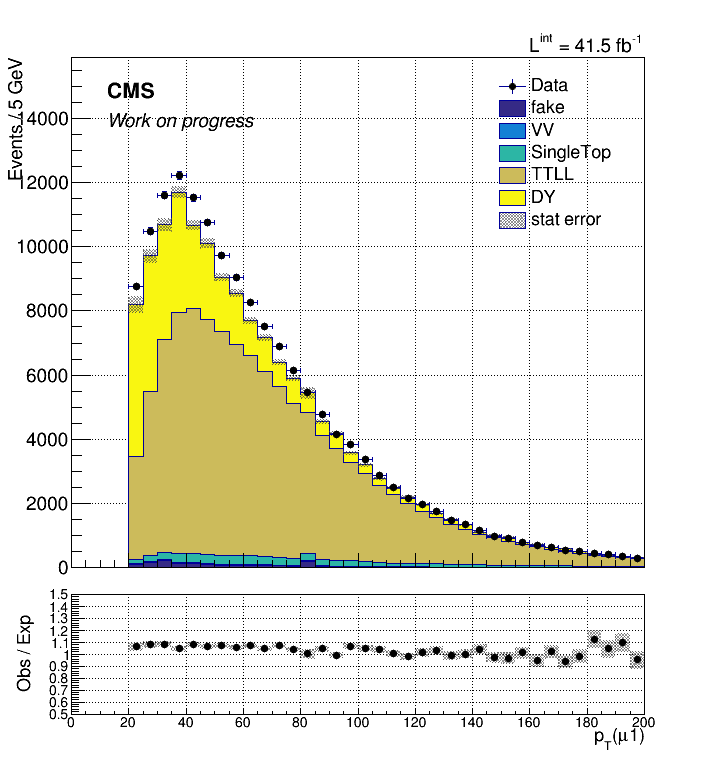 L^int = 41.5 fb^-1
Events / 5 GeV
CMS
Work on progress
Data
fake
VV
SingleTop
TTLL
DY
stat error
14000
12000
10000
8000
6000
4000
2000
0
Obs / Exp
1.5
1.4
1.3
1.2
1.1
1
0.9
0.8
0.7
0.6
0.5
0 20 40 60 80 100 120 140 160 180 200
p_T(μ1)